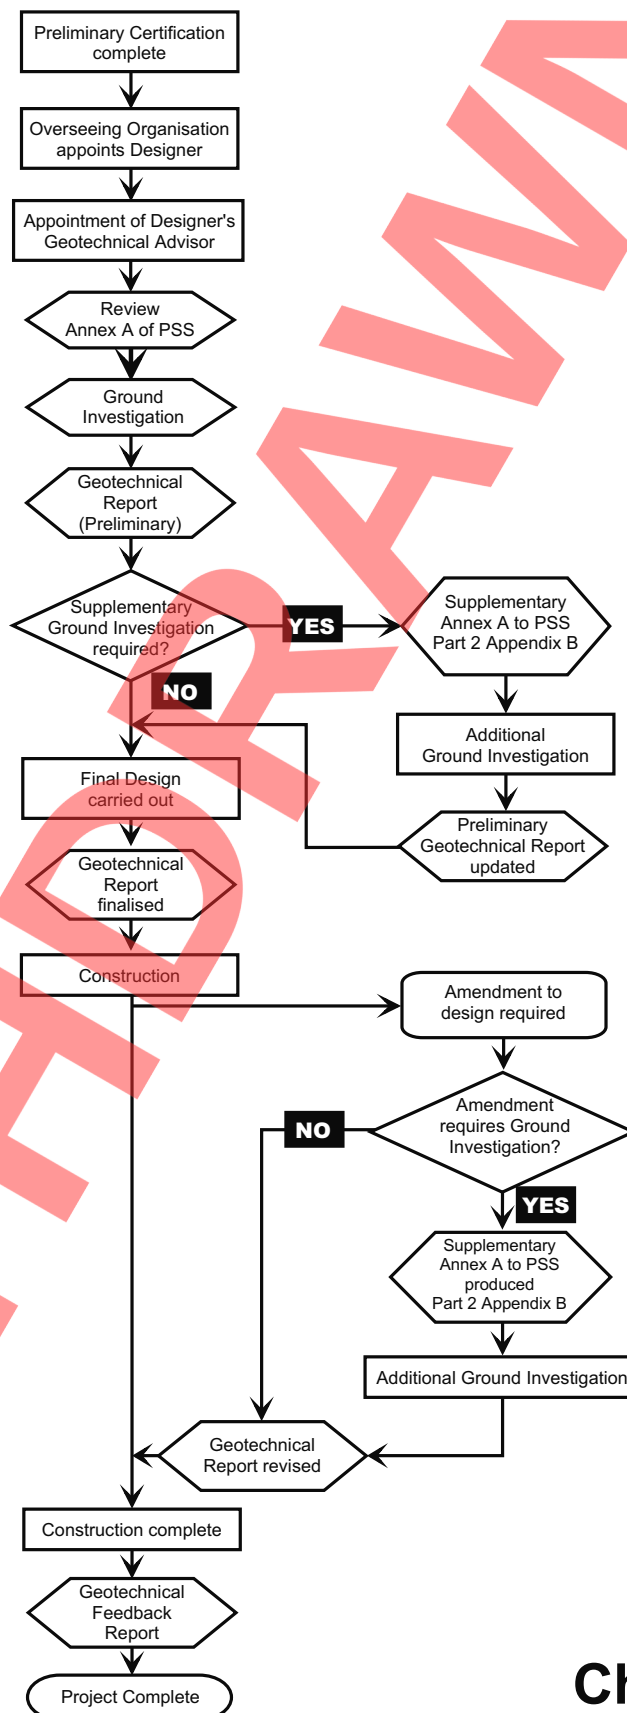 Preliminary Certification
complete
Overseeing Organisation
appoints Designer
Appointment of Designer's
Geotechnical Advisor
Review
Annex A of PSS
Ground
Investigation
Geotechnical
Report
(Preliminary)
Supplementary
Ground Investigation
required?
YES
Supplementary
Annex A to PSS
Part 2 Appendix B
NO
Additional
Ground Investigation
Final Design
carried out
Preliminary
Geotechnical Report
updated
Geotechnical
Report
finalised
Construction
Amendment to
design required
Amendment
requires Ground
Investigation?
NO
YES
Supplementary
Annex A to PSS
produced
Part 2 Appendix B
Additional Ground Investigation
Geotechnical
Report revised
Construction complete
Geotechnical
Feedback
Report
Project Complete
Ch
HDRAW